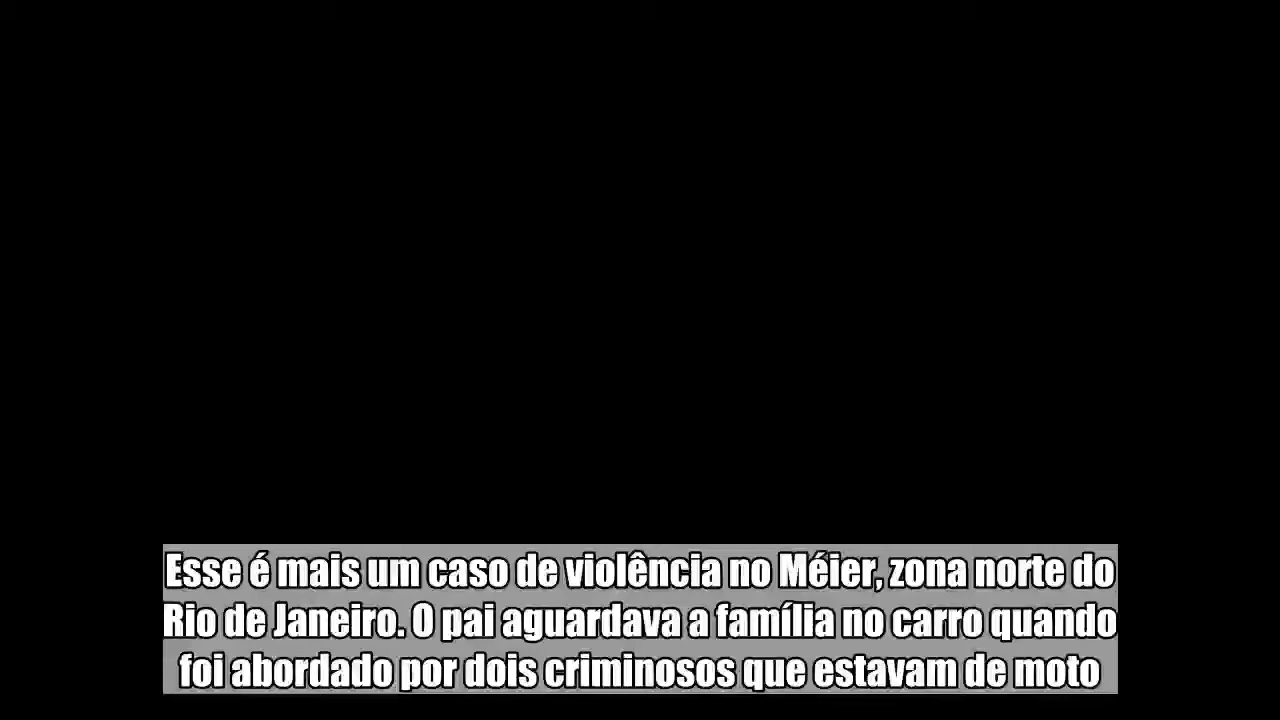 Esse é mais um caso de violência no Méier, zona norte do
Rio de Janeiro. O pai aguardava a família no carro quando
foi abordado por dois criminosos que estavam de moto